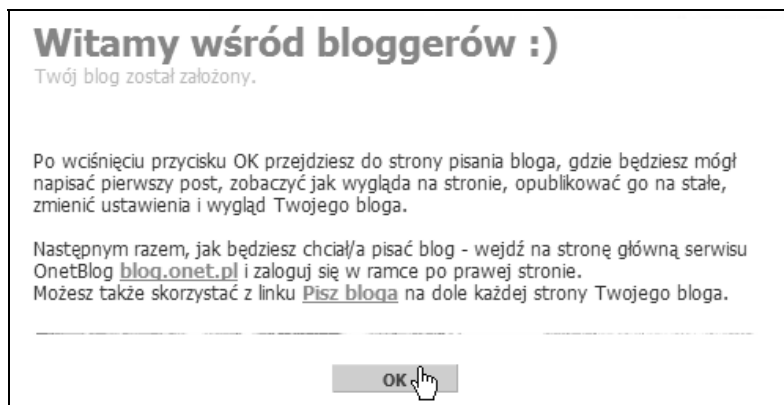 Witamy wśród bloggerów :)
Twój blog został założony.
Po wciśnięciu przycisku OK przejdziesz do strony pisania bloga, gdzie będziesz mógł
napisać pierwszy post, zobaczyć jak wygląda na stronie, opublikować go na stałe,
zmienić ustawienia i wygląd Twojego bloga.
Następnym razem, jak będziesz chciał/a pisać blog - wejdź na stronę główną serwisu
OnetBlog blog.onet.pl i zaloguj się w ramce po prawej stronie.
Możesz także skorzystać z linku Pisz bloga na dole każdej strony Twojego bloga.
OK